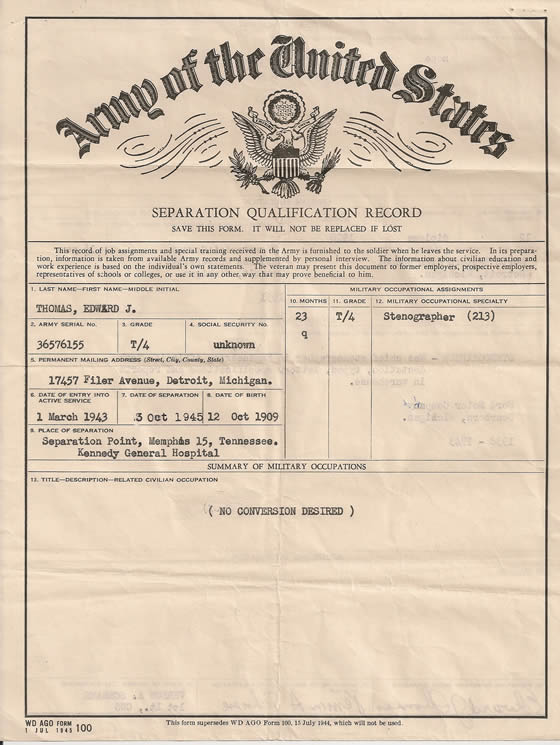 Army of the United States
SEPARATION QUALIFICATION RECORD
SAVE THIS FORM. IT WILL NOT BE REPLACED IF LOST
This record of job assignments and special training received in the Army is furnished to the soldier when he leaves the service. In its prepara-
tion, information is taken from available Army records and supplemented by personal interview. The information about civilian education and
work experience is based on the individual's own statements. The veteran may present this document to former employers, prospective employers,
representatives of schools or colleges, or use it in any other way that may prove beneficial to him.
1. LAST NAME—FIRST NAME—MIDDLE INITIAL
THOMAS, EDWARD J.
2. ARMY SERIAL No. 3. GRADE 4. SOCIAL SECURITY No.
36576155 T/4 unknown
5. PERMANENT MAILING ADDRESS (Street, City, County, State)
17457 Filer Avenue, Detroit, Michigan.
6. DATE OF ENTRY INTO ACTIVE SERVICE 7. DATE OF SEPARATION 8. DATE OF BIRTH
1 March 1943 3 Oct 1945 12 Oct 1909
9. PLACE OF SEPARATION
Separation Point, Memphis 15, Tennessee.
Kennedy General Hospital
MILITARY OCCUPATIONAL ASSIGNMENTS
10. MONTHS 11. GRADE 12. MILITARY OCCUPATIONAL SPECIALTY
23 T/4 Stenographer (213)
q
SUMMARY OF MILITARY OCCUPATIONS
13. TITLE—DESCRIPTION—RELATED CIVILIAN OCCUPATION
( NO CONVERSION DESIRED )
WD AGO FORM
1 JUL 1945 100
This form supersedes WD AGO Form 100, 15 July 1944, which will not be used.